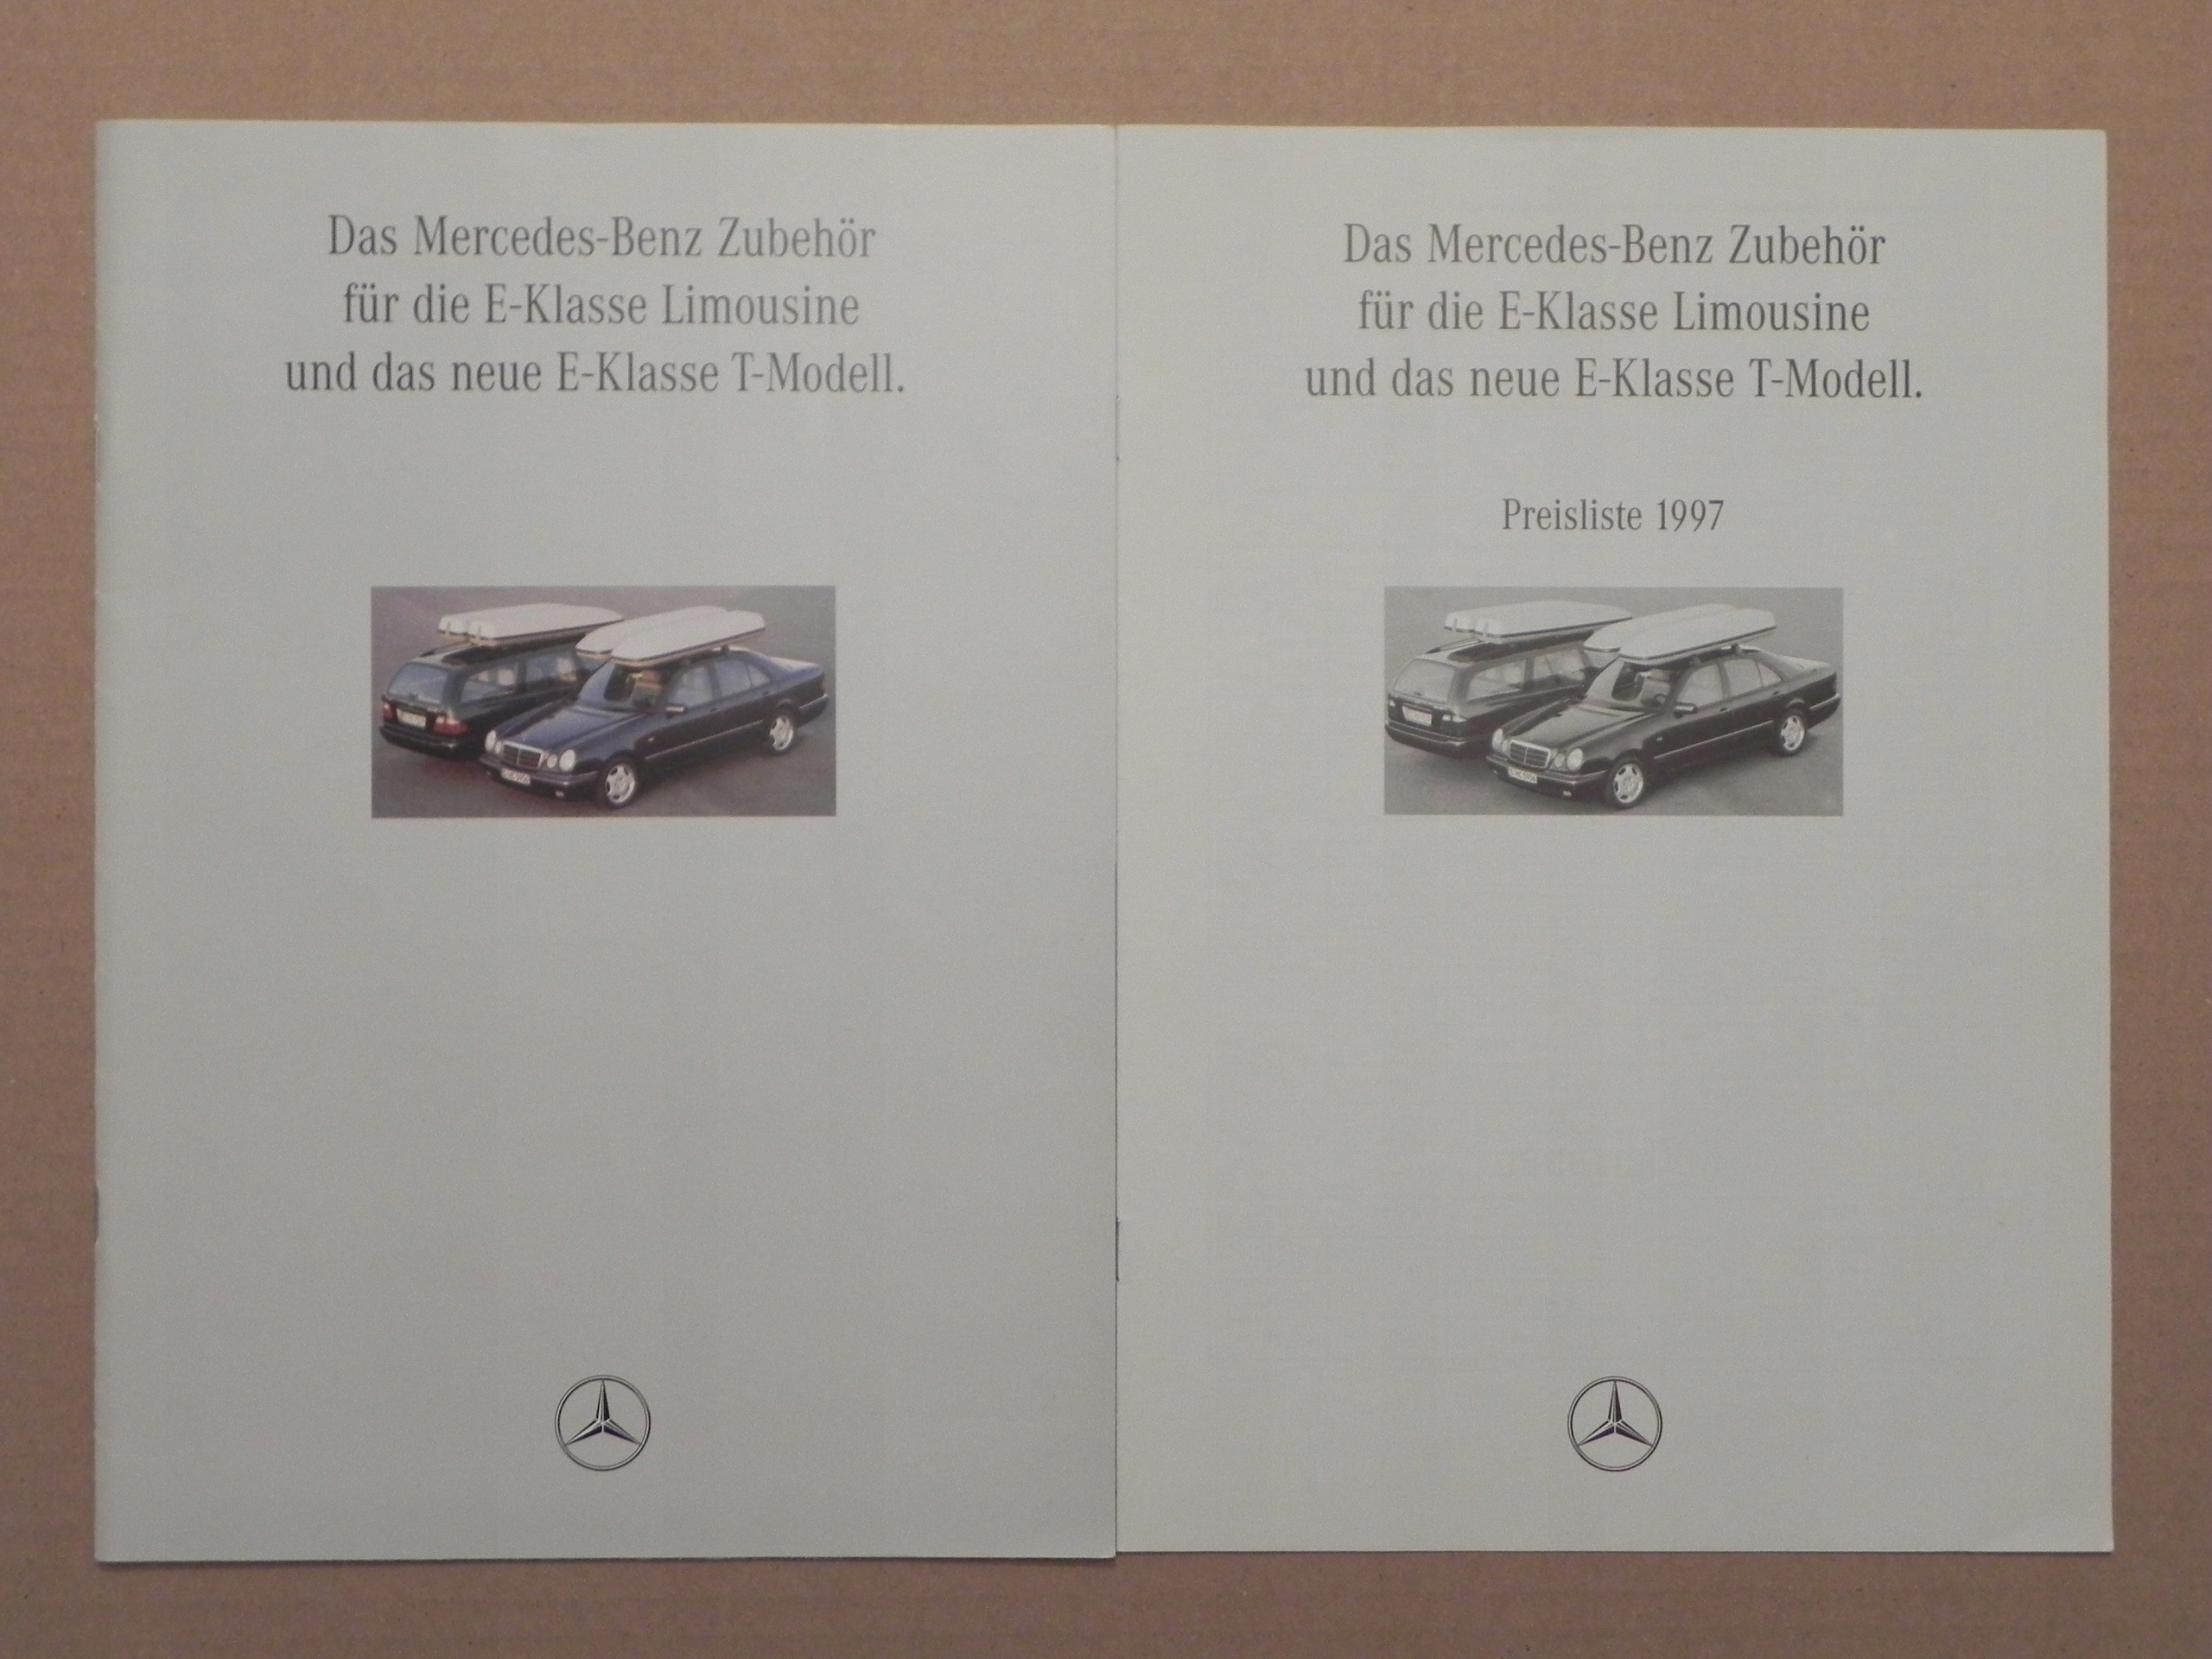 Das Mercedes-Benz Zubehör
für die E-Klasse Limousine
und das neue E-Klasse T-Modell.
Das Mercedes-Benz Zubehör
für die E-Klasse Limousine
und das neue E-Klasse T-Modell.
Preisliste 1997